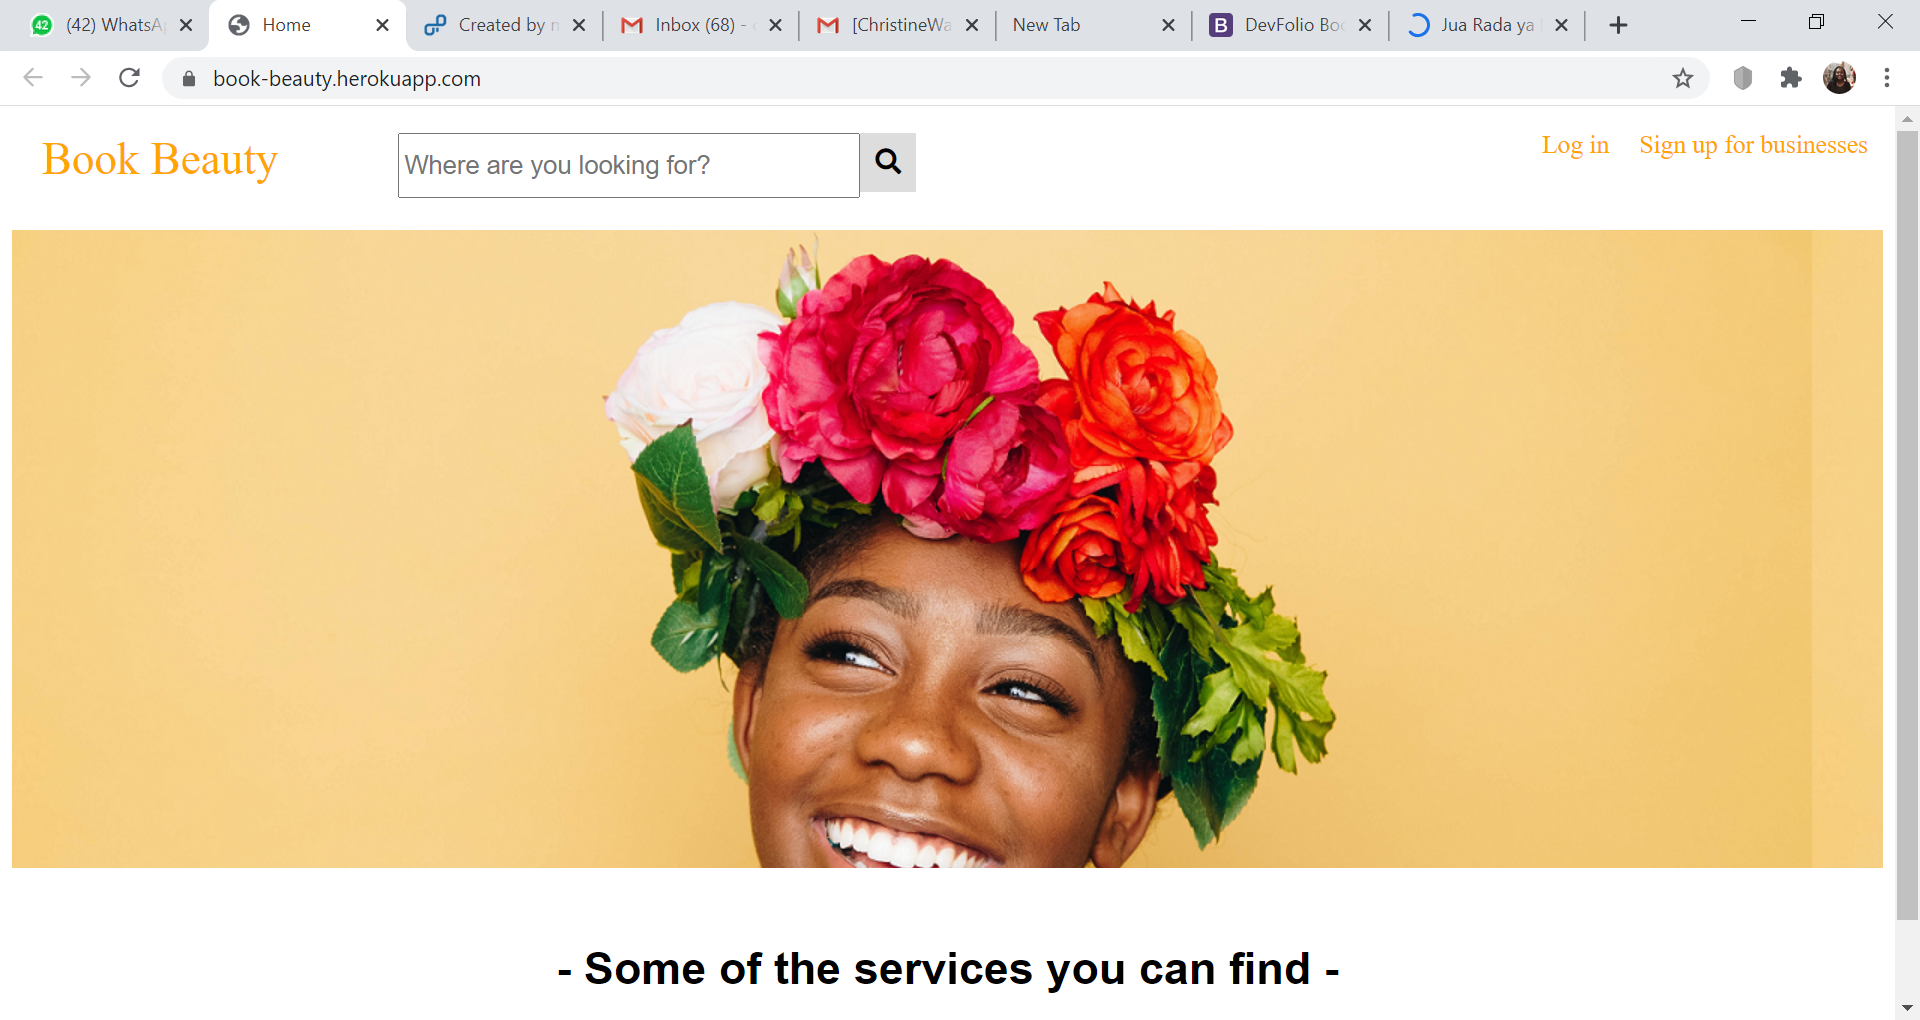 (42) WhatsA
Home
Created by
Inbox (68) -
[ChristineWa
New Tab
DevFolio Boo
Jua Rada ya
book-beauty.herokuapp.com
Book Beauty
Where are you looking for?
Log in
Sign up for businesses
- Some of the services you can find -